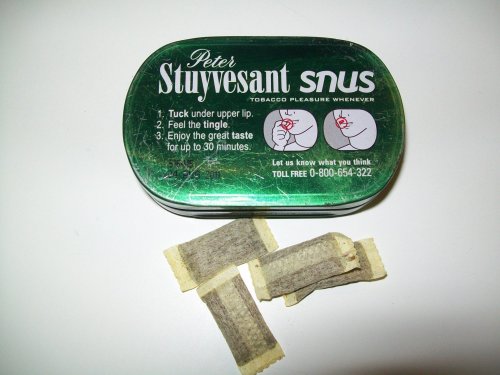 Peter
Stuyvesant snus
TOBACCO PLEASURE WHENEVER
1. Tuck under upper lip.
2. Feel the tingle.
3. Enjoy the great taste
for up to 30 minutes.
Let us know what you think
TOLL FREE 0-800-654-322